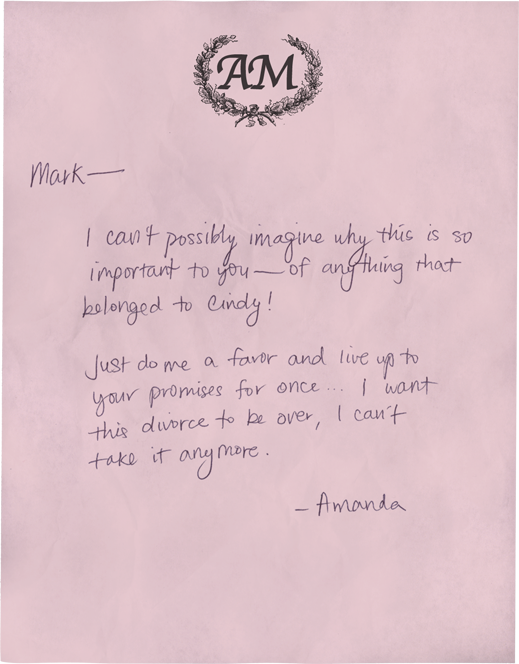 AM
Mark—
I can't possibly imagine why this is so
important to you—of anything that
belonged to Cindy!
Just do me a favor and live up to
your promises for once... I want
this divorce to be over, I can't
take it anymore.
- Amanda